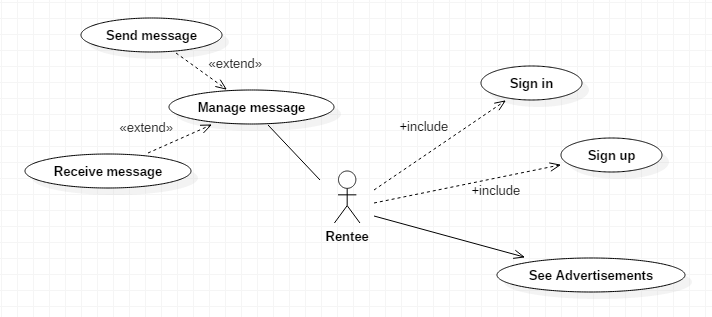 Send message
«extend»
Sign in
Manage message
+include
«extend»
Sign up
Receive message
+include
Rentee
See Advertisements